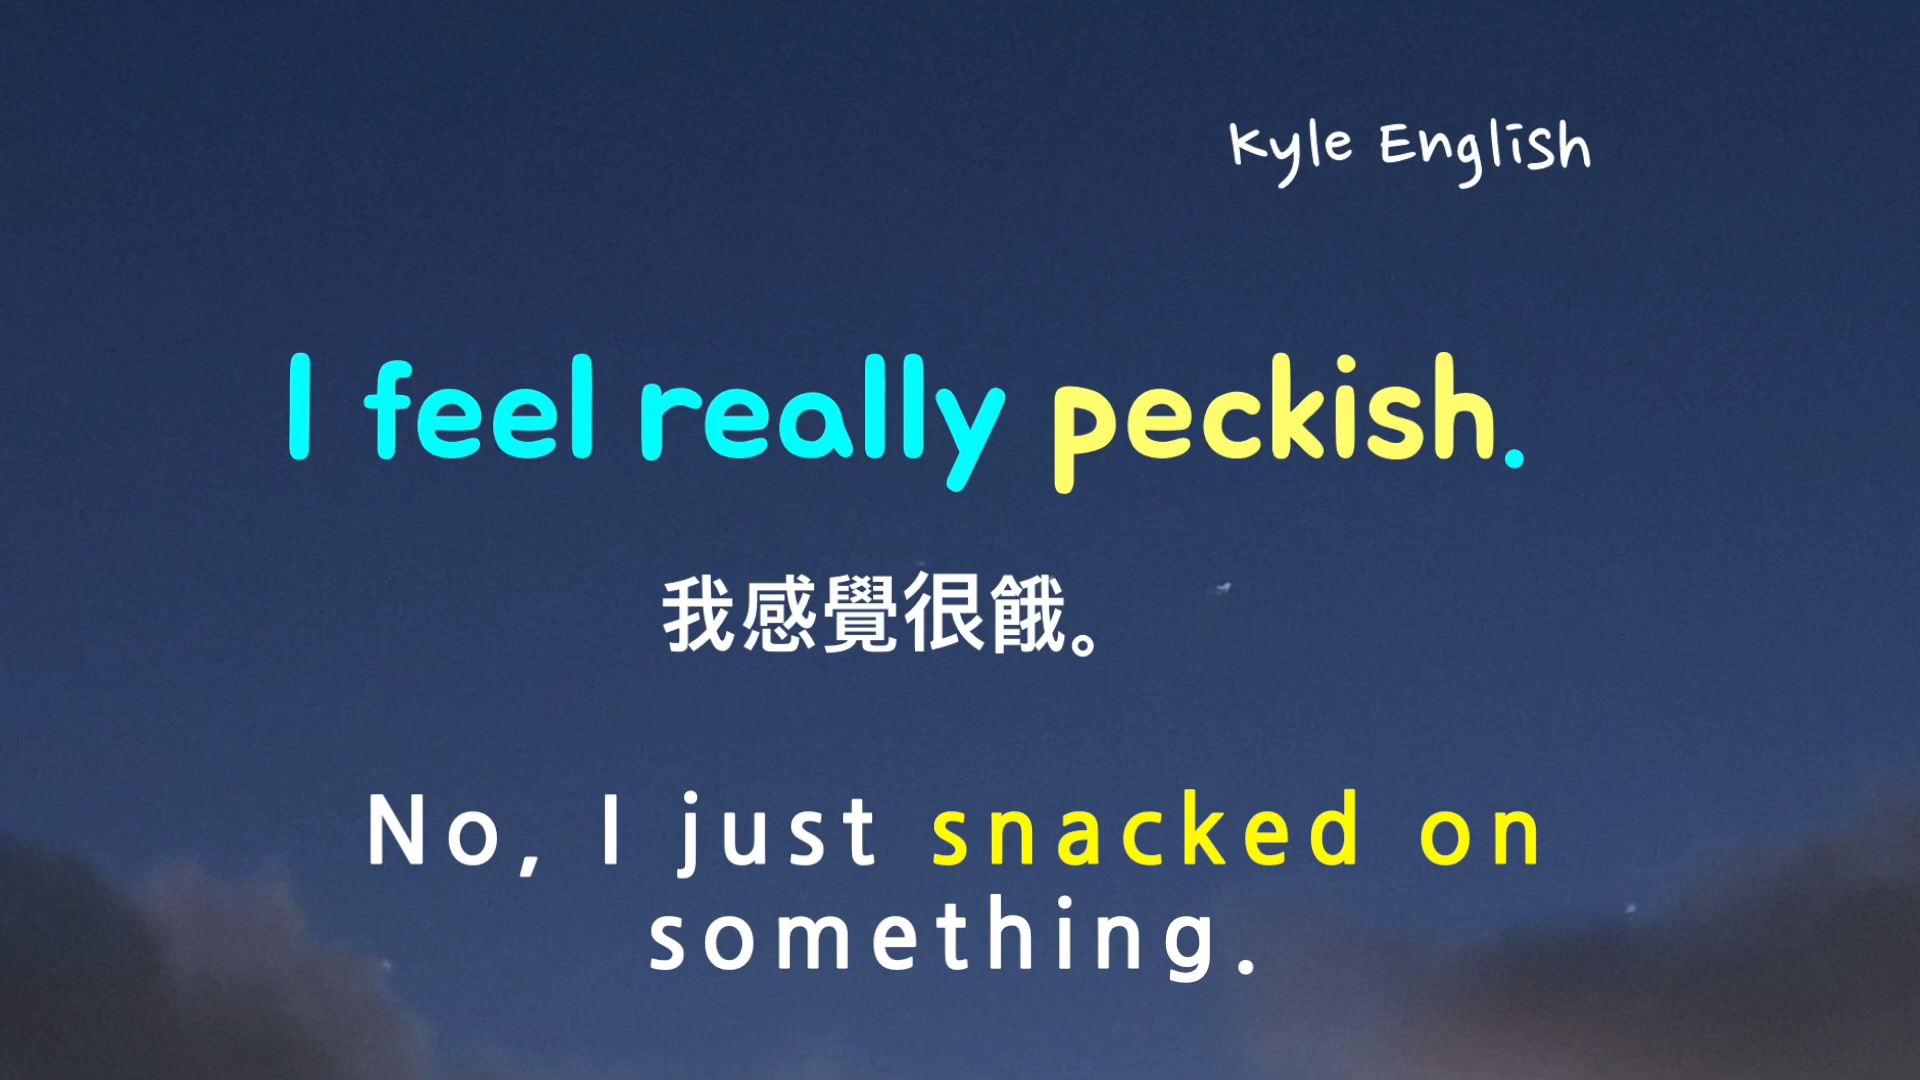 Kyle English
I feel really peckish.
我感覺很餓。
No, I just snacked on
something.